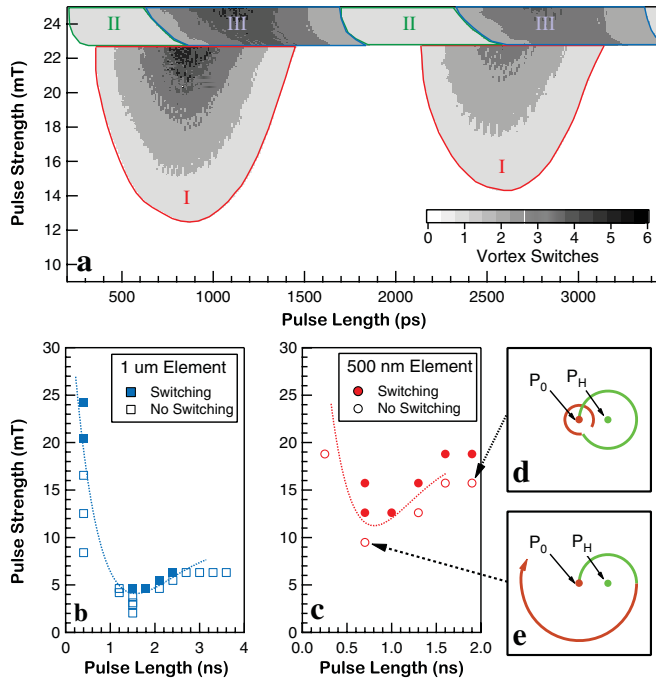 24
22
20
18
16
14
12
10
Pulse Strength (mT)
II
III
II
III
I
I
a
0 1 2 3 4 5 6
Vortex Switches
500 1000 1500 2000 2500 3000
Pulse Length (ps)
30
25
20
15
10
5
0
Pulse Strength (mT)
1 um Element
Switching
No Switching
b
0 1 2 3 4
Pulse Length (ns)
30
25
20
15
10
5
0
500 nm Element
Switching
No Switching
c
0.0 0.5 1.0 1.5 2.0
Pulse Length (ns)
P0 PH
d
P0 PH
e